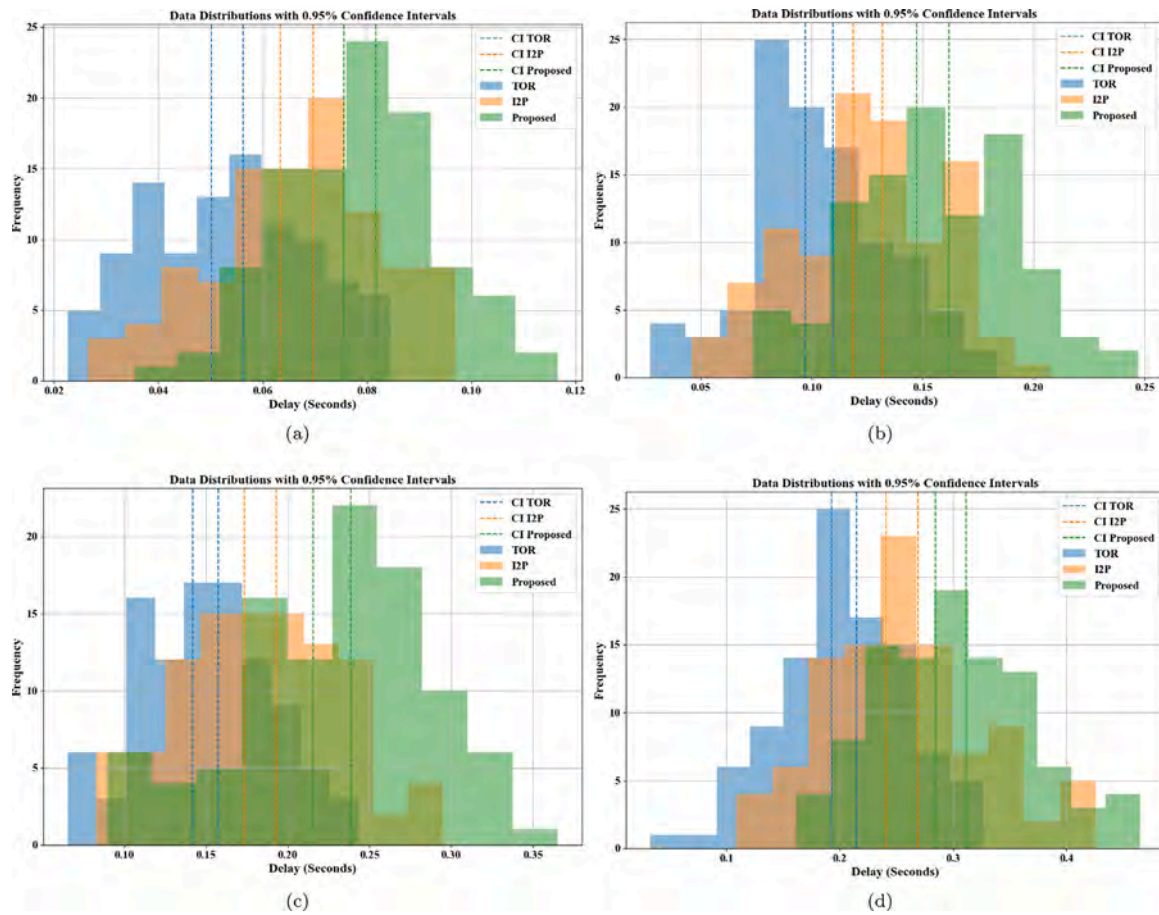 Data Distributions with 0.95% Confidence Intervals
25
20
15
10
5
0
Frequency
CI TOR
CI I2P
CI Proposed
TOR
I2P
Proposed
0.02
0.04
0.06
0.08
0.10
0.12
Delay (Seconds)
(a)
Data Distributions with 0.95% Confidence Intervals
25
20
15
10
5
0
Frequency
CI TOR
CI I2P
CI Proposed
TOR
I2P
Proposed
0.05
0.10
0.15
0.20
0.25
Delay (Seconds)
(b)
Data Distributions with 0.95% Confidence Intervals
20
15
10
5
0
Frequency
CI TOR
CI I2P
CI Proposed
TOR
I2P
Proposed
0.10
0.15
0.20
0.25
0.30
0.35
Delay (Seconds)
(c)
Data Distributions with 0.95% Confidence Intervals
25
20
15
10
5
0
Frequency
CI TOR
CI I2P
CI Proposed
TOR
I2P
Proposed
0.1
0.2
0.3
0.4
Delay (Seconds)
(d)